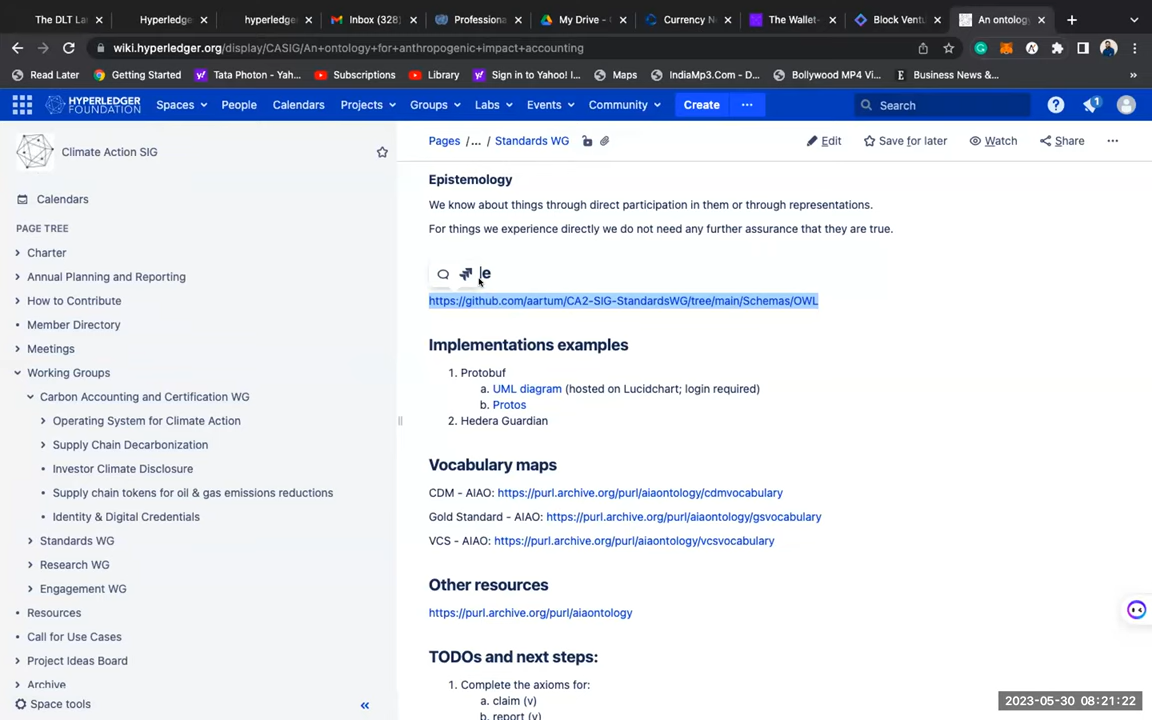 The DLT Lan
Hyperledge
hyperledger
Inbox (328)
Professiona
My Drive - G
Currency Ne
The Wallet-
Block Ventu
An ontology
wiki.hyperledger.org/display/CASIG/An+ontology+for+anthropogenic+impact+accounting
Read Later
Getting Started
Tata Photon - Yah...
Subscriptions
Library
Sign in to Yahoo! I...
Maps
IndiaMp3.Com - D...
Bollywood MP4 Vi...
Business News &...
HYPERLEDGER FOUNDATION
Spaces
People
Calendars
Projects
Groups
Labs
Events
Community
Create
Search
1
Climate Action SIG
Calendars
PAGE TREE
Charter
Annual Planning and Reporting
How to Contribute
Member Directory
Meetings
Working Groups
Carbon Accounting and Certification WG
Operating System for Climate Action
Supply Chain Decarbonization
Investor Climate Disclosure
Supply chain tokens for oil & gas emissions reductions
Identity & Digital Credentials
Standards WG
Research WG
Engagement WG
Resources
Call for Use Cases
Project Ideas Board
Archive
Space tools
Pages /... / Standards WG
Edit
Save for later
Watch
Share
Epistemology
We know about things through direct participation in them or through representations.
For things we experience directly we do not need any further assurance that they are true.
https://github.com/aartum/CA2-SIG-StandardsWG/tree/main/Schemas/OWL
Implementations examples
1. Protobuf
a. UML diagram (hosted on Lucidchart; login required)
b. Protos
2. Hedera Guardian
Vocabulary maps
CDM - AIAO: https://purl.archive.org/purl/aiaontology/cdmvocabulary
Gold Standard - AIAO: https://purl.archive.org/purl/aiaontology/gsvocabulary
VCS - AIAO: https://purl.archive.org/purl/aiaontology/vcsvocabulary
Other resources
https://purl.archive.org/purl/aiaontology
TODOs and next steps:
1. Complete the axioms for:
a. claim (v)
b. report (v)
2023-05-30 08:21:22